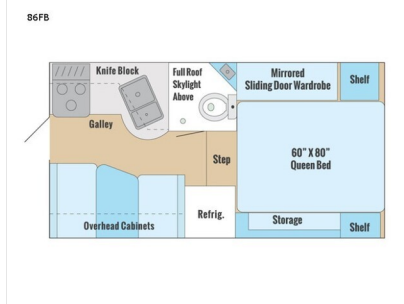 86FB
Knife Block
Full Roof
Skylight
Above
Mirrored
Sliding Door Wardrobe
Shelf
Galley
Step
60" X 80"
Queen Bed
Refrig.
Overhead Cabinets
Storage
Shelf